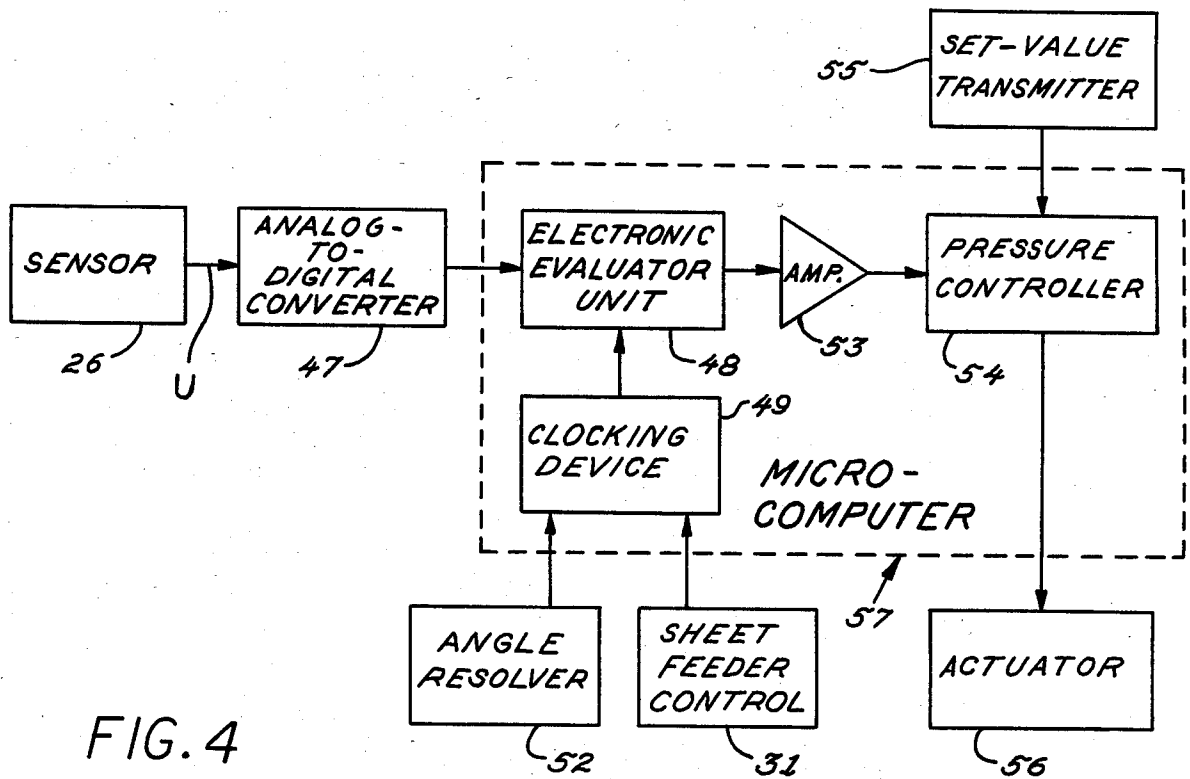 SET-VALUE
TRANSMITTER
55
SENSOR
26
U
ANALOG-
TO-
DIGITAL
CONVERTER
47
ELECTRONIC
EVALUATOR
UNIT
48
AMP.
53
PRESSURE
CONTROLLER
54
CLOCKING
DEVICE
49
MICRO-
COMPUTER
57
ANGLE
RESOLVER
52
SHEET
FEEDER
CONTROL
31
ACTUATOR
56
FIG. 4